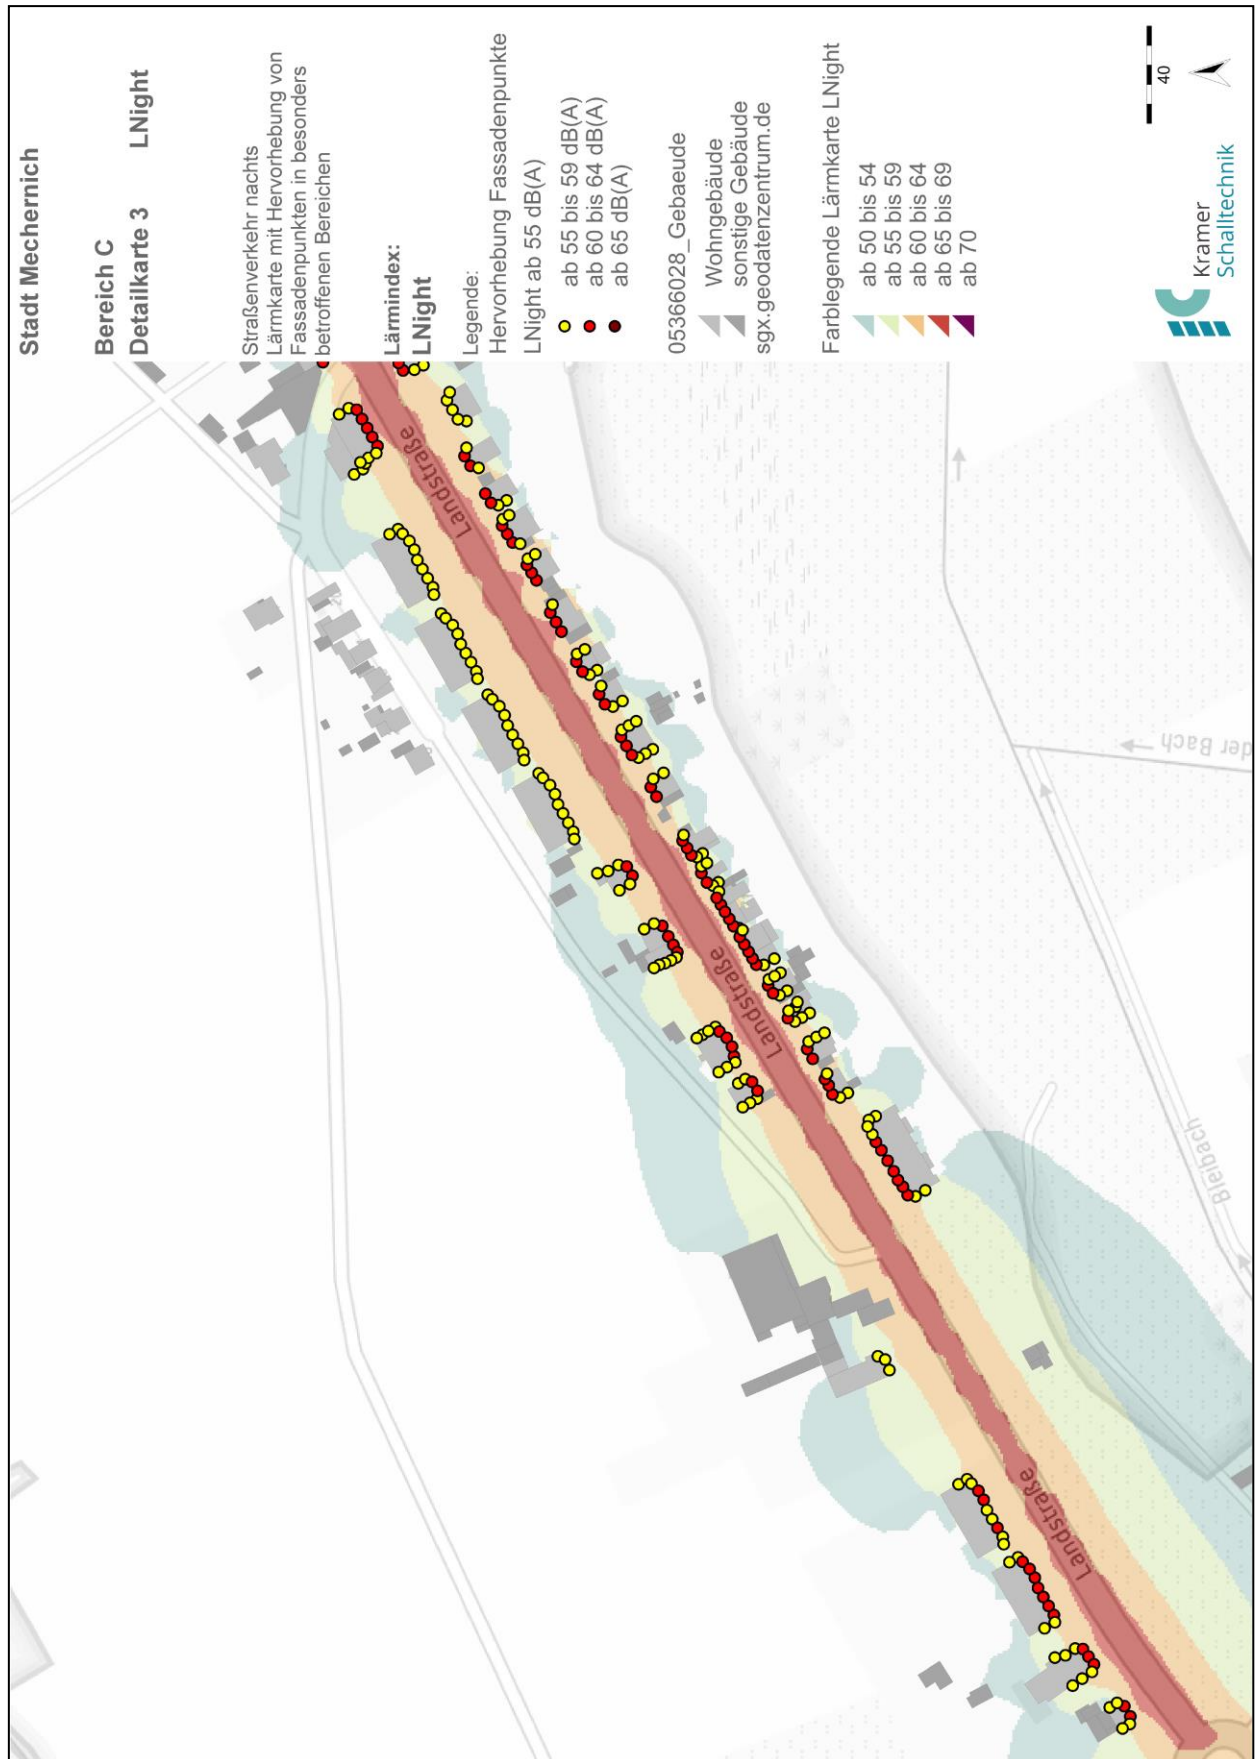 Stadt Mechernich
Bereich C
Detailkarte 3 LNight
Straßenverkehr nachts
Lärmkarte mit Hervorhebung von
Fassadenpunkten in besonders
betroffenen Bereichen
Lärmindex::
LNight
Legende:
Hervorhebung Fassadenpunkte
LNight ab 55 dB(A)
ab 55 bis 59 dB(A)
ab 60 bis 64 dB(A)
ab 65 dB(A)
05366028_Gebaeude
Wohngebäude
sonstige Gebäude
sgx.geodatenzentrum.de
Farblegende Lärmkarte LNight
ab 50 bis 54
ab 55 bis 59
ab 60 bis 64
ab 65 bis 69
ab 70
40
Kramer
Schalltechnik
Landstraße
Landstraße
Landstraße
der Bach
Bleibach